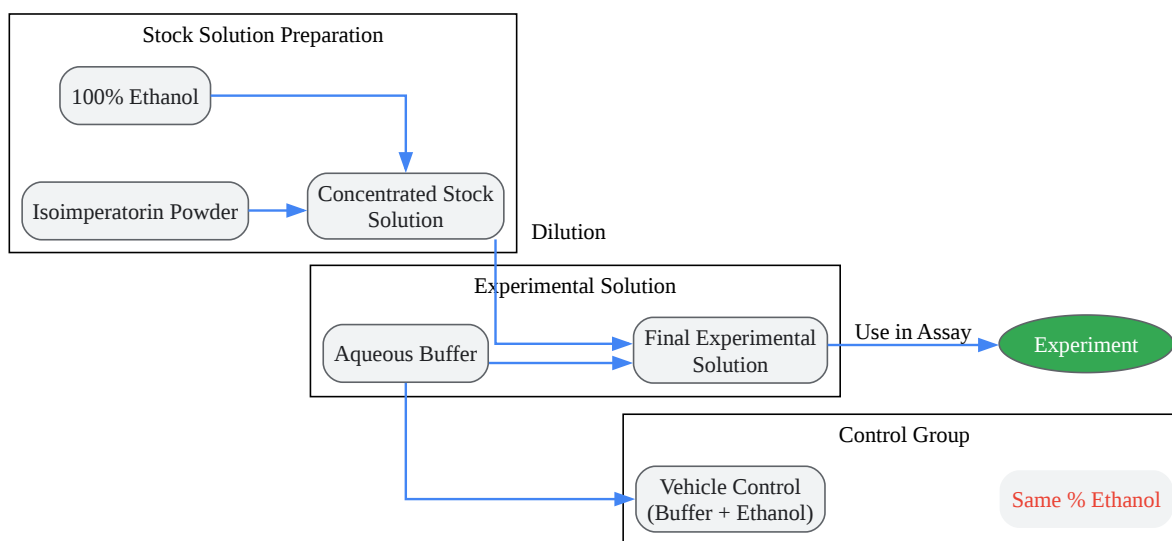 Stock Solution Preparation
100% Ethanol
Isoimperatorin Powder
Concentrated Stock
Solution
Dilution
Experimental Solution
Aqueous Buffer
Final Experimental
Solution
Use in Assay
Experiment
Control Group
Vehicle Control
(Buffer + Ethanol)
Same % Ethanol